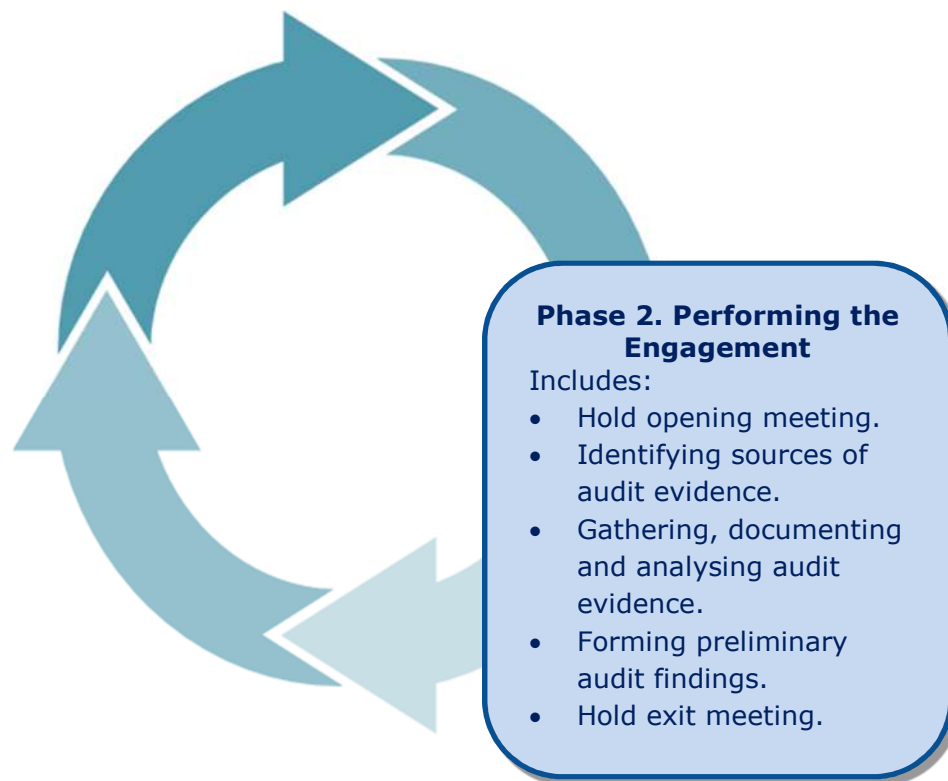 Phase 2. Performing the
Engagement
Includes:
• Hold opening meeting.
• Identifying sources of
audit evidence.
• Gathering, documenting
and analysing audit
evidence.
• Forming preliminary
audit findings.
• Hold exit meeting.